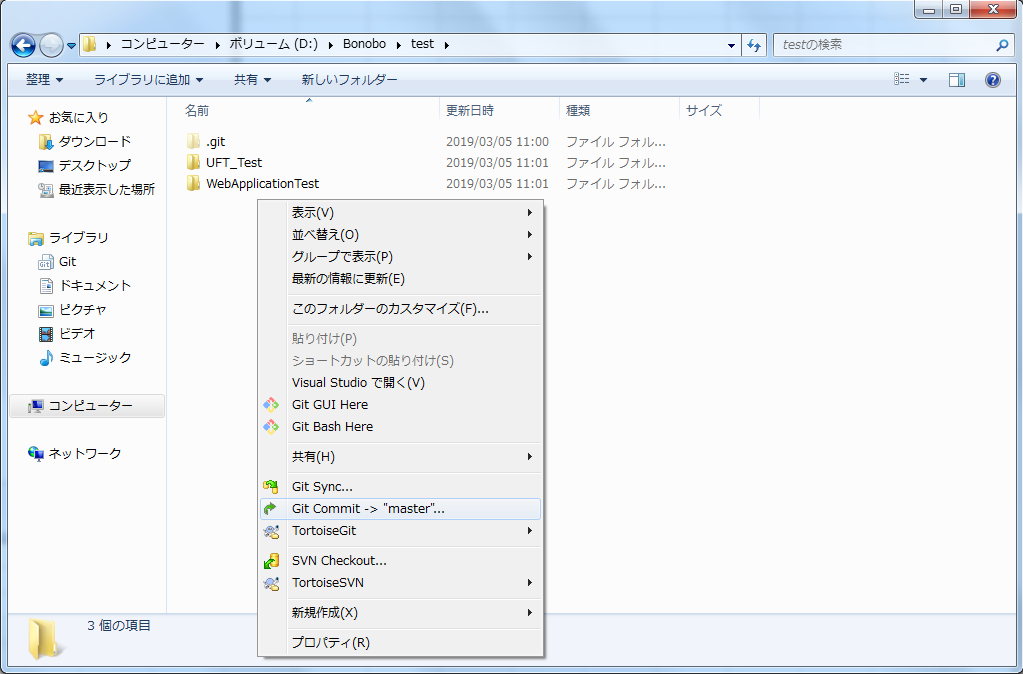 コンピューター ボリューム (D:) Bonobo test
testの検索
整理 ライブラリに追加 共有 新しいフォルダー
お気に入り
ダウンロード
デスクトップ
最近表示した場所
ライブラリ
Git
ドキュメント
ピクチャ
ビデオ
ミュージック
コンピューター
ネットワーク
名前 更新日時 種類 サイズ
.git 2019/03/05 11:00 ファイル フォル...
UFT_Test 2019/03/05 11:01 ファイル フォル...
WebApplicationTest 2019/03/05 11:01 ファイル フォル...
表示(V)
並べ替え(O)
グループで表示(P)
最新の情報に更新(E)
このフォルダーのカスタマイズ(F)...
貼り付け(P)
ショートカットの貼り付け(S)
Visual Studio で開く(V)
Git GUI Here
Git Bash Here
共有(H)
Git Sync...
Git Commit -> "master"...
TortoiseGit
SVN Checkout...
TortoiseSVN
新規作成(X)
プロパティ(R)
3 個の項目